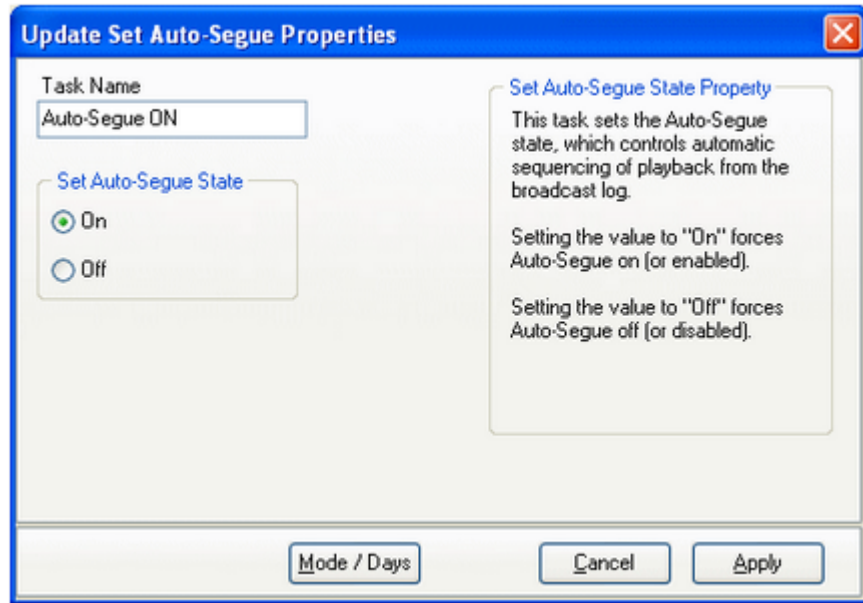 Update Set Auto-Segue Properties
Task Name
Auto-Segue ON
Set Auto-Segue State
On
Off
Set Auto-Segue State Property
This task sets the Auto-Segue
state, which controls automatic
sequencing of playback from the
broadcast log.
Setting the value to "On" forces
Auto-Segue on (or enabled).
Setting the value to "Off" forces
Auto-Segue off (or disabled).
Mode / Days
Cancel
Apply